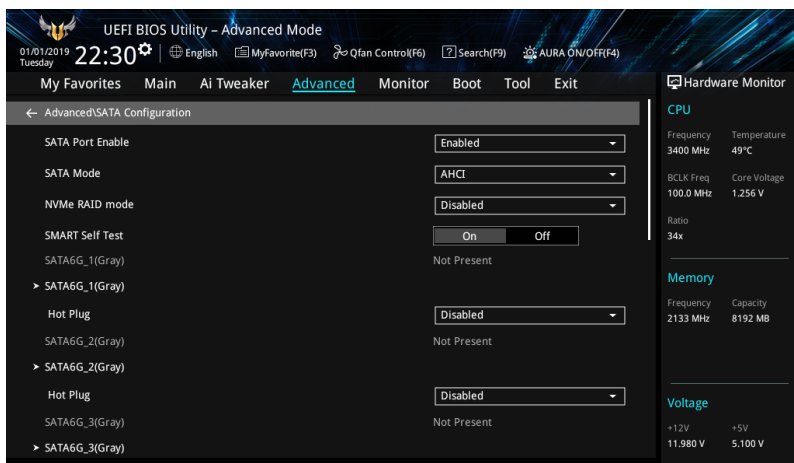 UEFI BIOS Utility – Advanced Mode
01/01/2019 Tuesday 22:30 English MyFavorite(F3) Qfan Control(F6) Search(F9) AURA ON/OFF(F4)
My Favorites Main Ai Tweaker Advanced Monitor Boot Tool Exit
Advanced\SATA Configuration
SATA Port Enable Enabled
SATA Mode AHCI
NVMe RAID mode Disabled
SMART Self Test On Off
SATA6G_1(Gray) Not Present
SATA6G_1(Gray)
Hot Plug Disabled
SATA6G_2(Gray) Not Present
SATA6G_2(Gray)
Hot Plug Disabled
SATA6G_3(Gray) Not Present
SATA6G_3(Gray)
Hardware Monitor
CPU
Frequency Temperature
3400 MHz 49°C
BCLK Freq Core Voltage
100.0 MHz 1.256 V
Ratio
34x
Memory
Frequency Capacity
2133 MHz 8192 MB
Voltage
+12V +5V
11.980 V 5.100 V